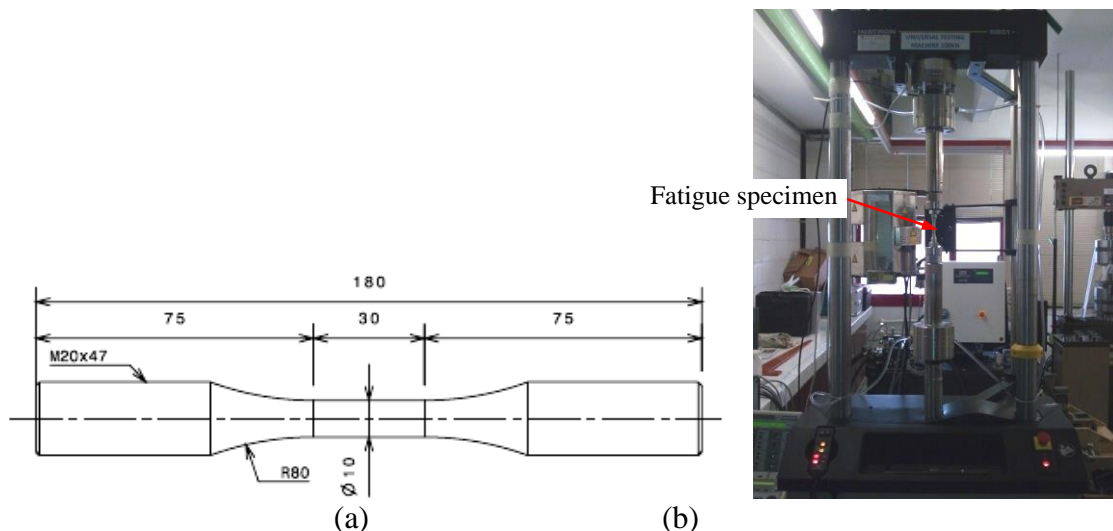 180
75
30
75
M20x47
R80
Ø10
(a)
(b)
UNIVERSAL TESTING
MACHINE 100KN
Fatigue specimen